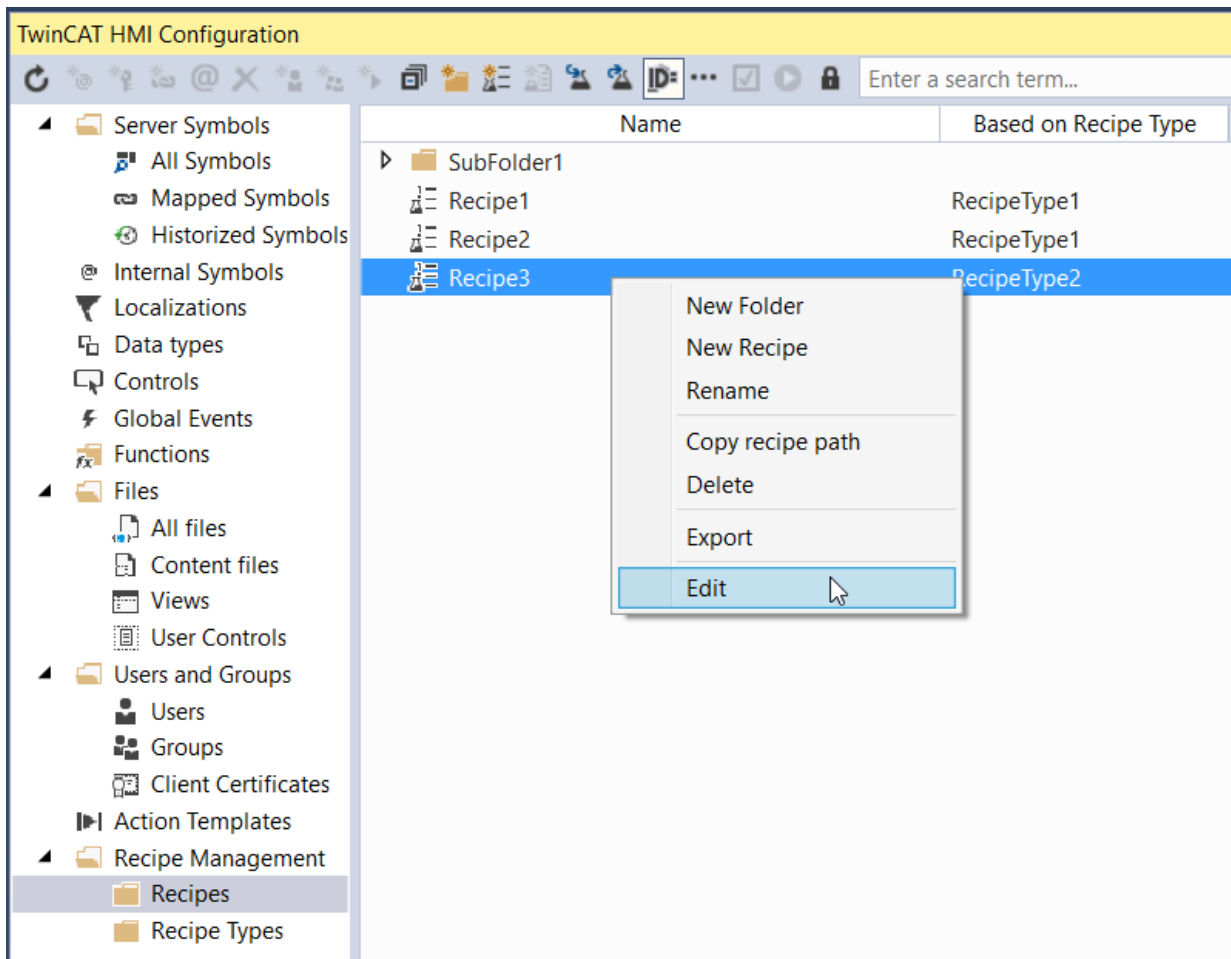 TwinCAT HMI Configuration
ID=
Enter a search term...
Server Symbols
All Symbols
Mapped Symbols
Historized Symbols
Internal Symbols
Localizations
Data types
Controls
Global Events
fx Functions
Files
All files
Content files
Views
User Controls
Users and Groups
Users
Groups
Client Certificates
Action Templates
Recipe Management
Recipes
Recipe Types
Name Based on Recipe Type
SubFolder1
Recipe1 RecipeType1
Recipe2 RecipeType1
Recipe3 RecipeType2
New Folder
New Recipe
Rename
Copy recipe path
Delete
Export
Edit